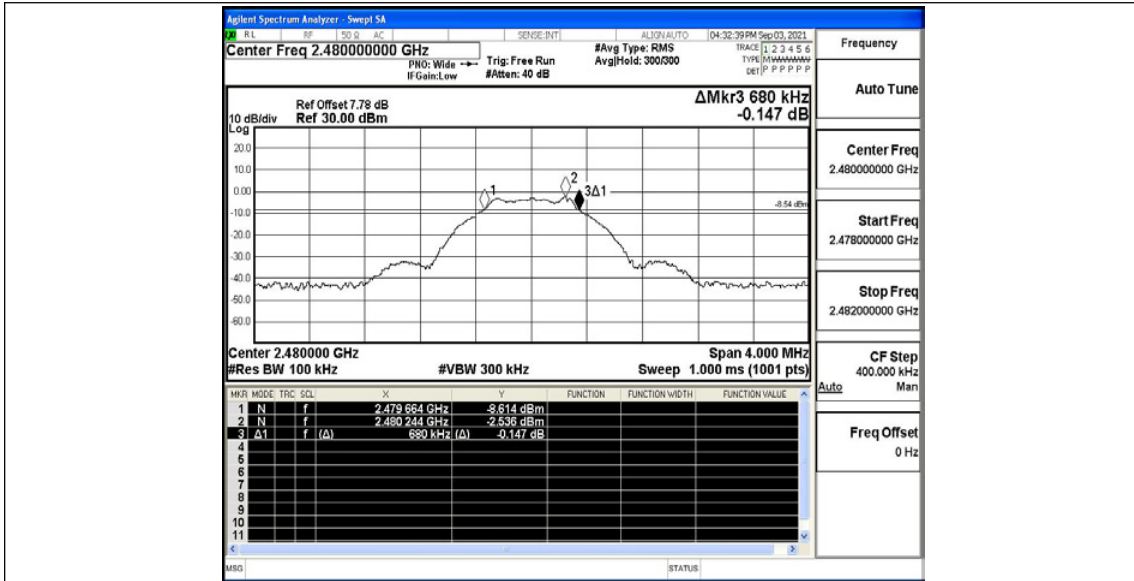 Agilent Spectrum Analyzer - Swept SA
RL RF 50 Ω AC SENSE:INT ALIGN AUTO 04:32:39 PM Sep 03, 2021
Center Freq 2.480000000 GHz
PNO: Wide
IFGain:Low
Trig: Free Run
#Atten: 40 dB
#Avg Type: RMS
Avg|Hold: 300/300
TRACE 1 2 3 4 5 6
TYPE M WWWWW
DET P P P P P P
Ref Offset 7.78 dB
10 dB/div Ref 30.00 dBm
ΔMkr3 680 kHz
-0.147 dB
Log
20.0
10.0
0.00
-10.0
-20.0
-30.0
-40.0
-50.0
-60.0
1
2
3Δ1
-8.54 dBm
Center 2.480000 GHz Span 4.000 MHz
#Res BW 100 kHz #VBW 300 kHz Sweep 1.000 ms (1001 pts)
MKR MODE TRC SCL X Y FUNCTION FUNCTION WIDTH FUNCTION VALUE
1 N f 2.479 664 GHz -8.614 dBm
2 N f 2.480 244 GHz -2.536 dBm
3 Δ1 f (Δ) 680 kHz (Δ) -0.147 dB
4
5
6
7
8
9
10
11
MSG STATUS
Frequency
Auto Tune
Center Freq
2.480000000 GHz
Start Freq
2.478000000 GHz
Stop Freq
2.482000000 GHz
CF Step
400.000 kHz
Auto Man
Freq Offset
0 Hz